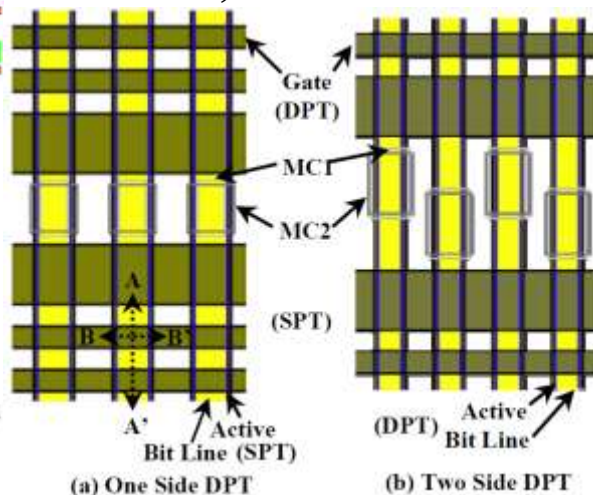 Gate
(DPT)
MC1
MC2
A
B B`
A’
(SPT)
Active
Bit Line (SPT)
(DPT) Active
Bit Line
(a) One Side DPT
(b) Two Side DPT